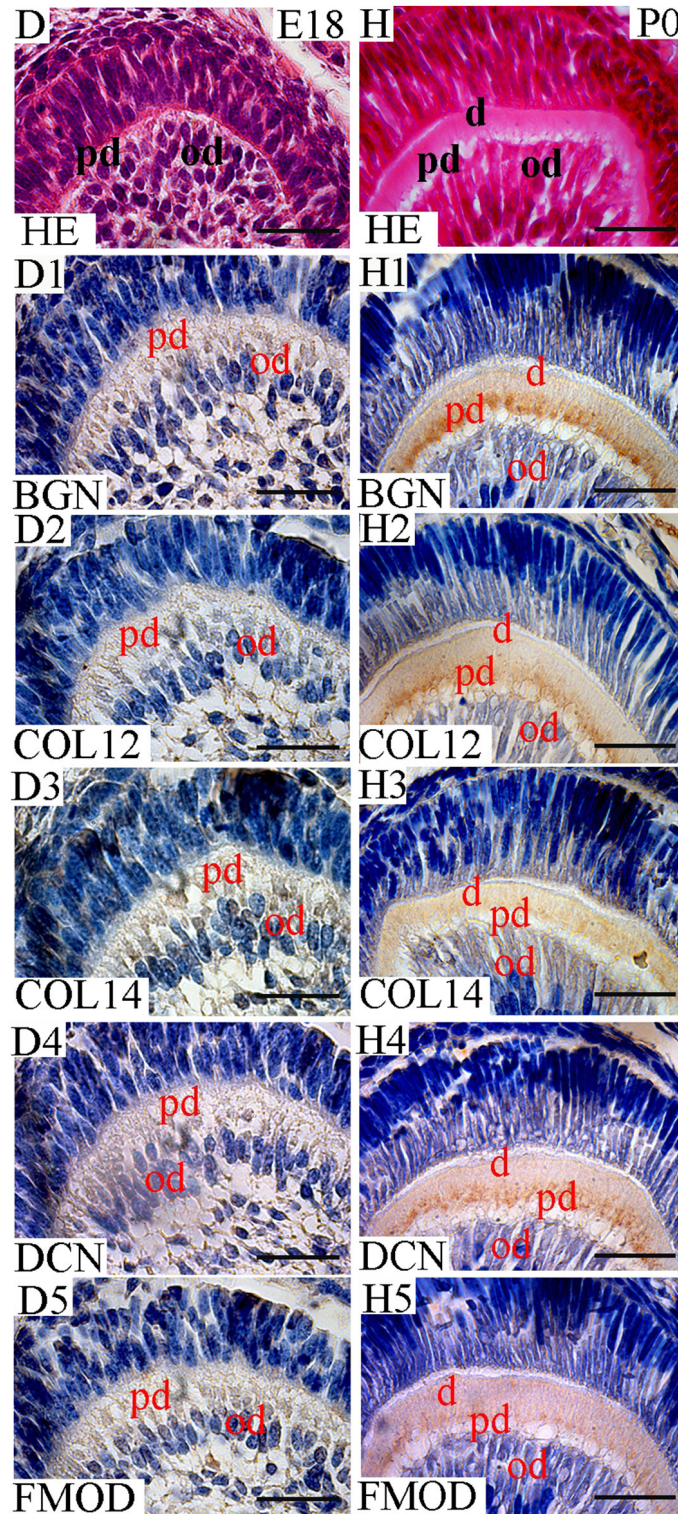 D E18 H P0
d
pd od pd od
HE HE
D1 H1
pd od d pd od
BGN BGN
D2 H2
pd od d pd od
COL12 COL12
D3 H3
pd od d pd od
COL14 COL14
D4 H4
pd od d pd od
DCN DCN
D5 H5
pd od d pd od
FMOD FMOD